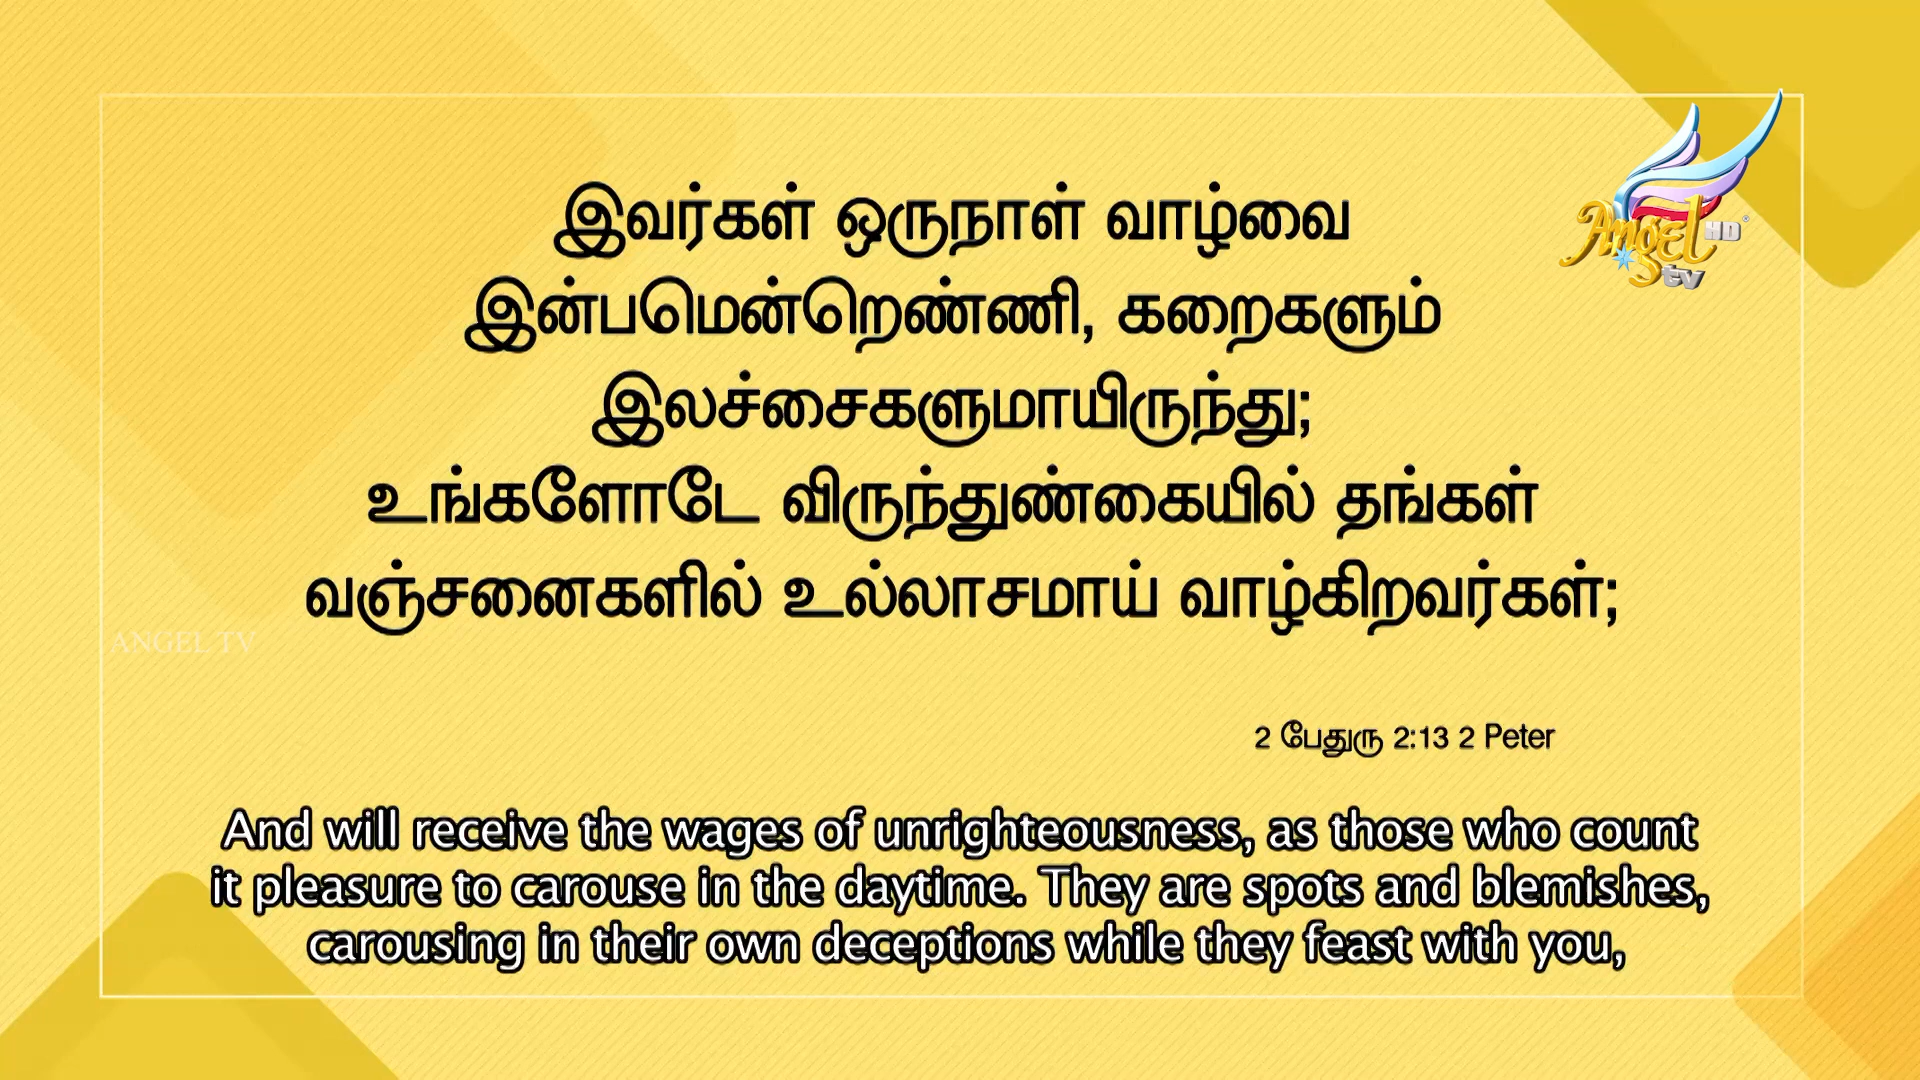 இவர்கள் ஒருநாள் வாழ்வை
இன்பமென்றெண்ணி, கறைகளும்
இலச்சைகளுமாயிருந்து;
உங்களோடே விருந்துண்கையில் தங்கள்
வஞ்சனைகளில் உல்லாசமாய் வாழ்கிறவர்கள்;
2 பேதுரு 2:13 2 Peter
And will receive the wages of unrighteousness, as those who count
it pleasure to carouse in the daytime. They are spots and blemishes,
carousing in their own deceptions while they feast with you,
Angel HD
tv
ANGEL TV